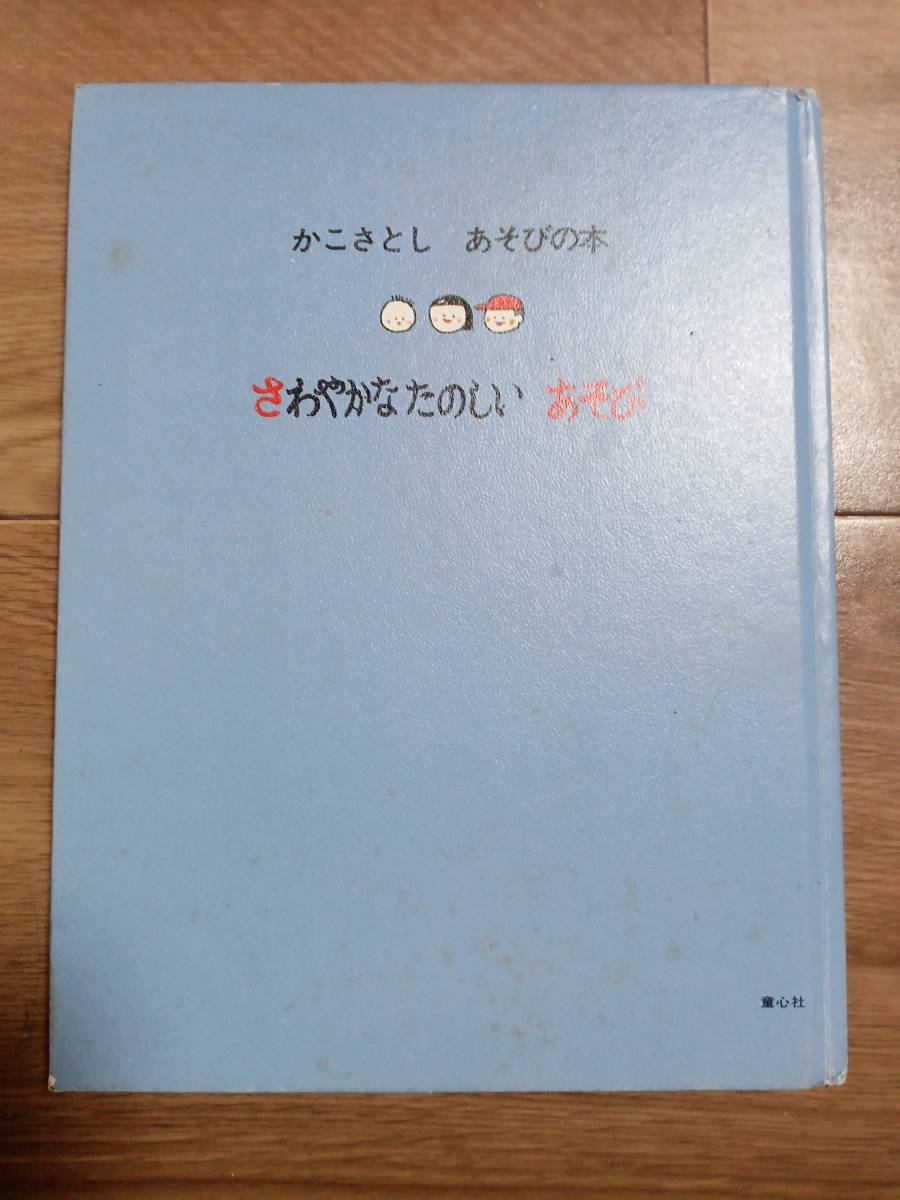 かこさとし　あそびの本
さわやかなたのしい　あそび
童心社